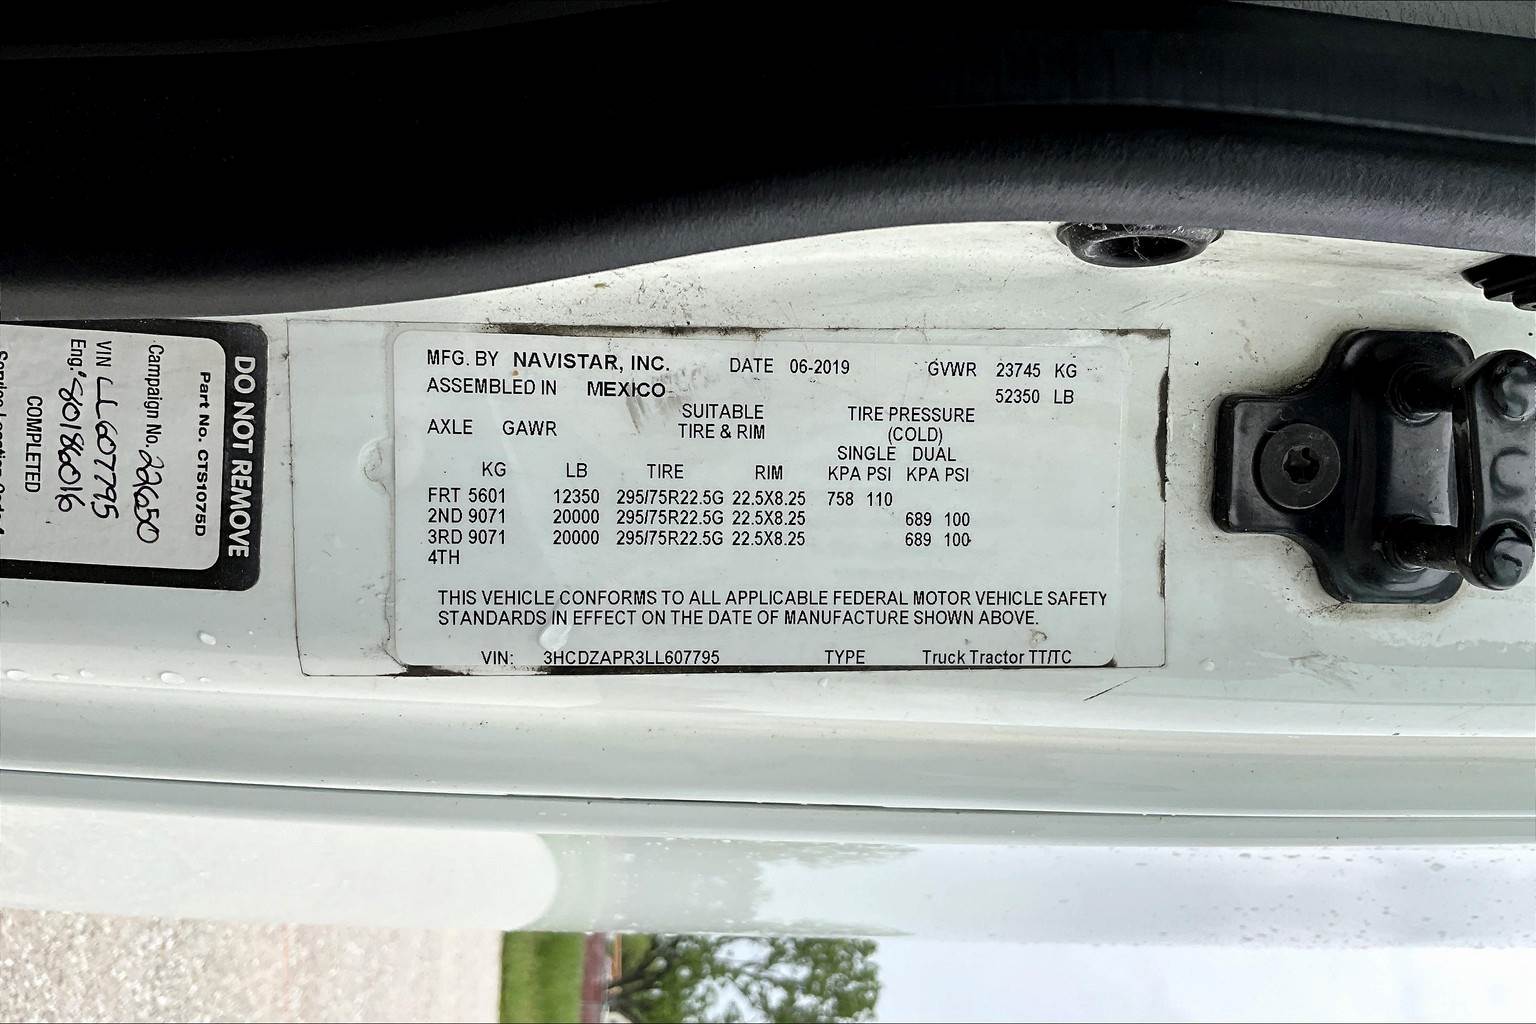 MFG. BY NAVISTAR, INC. DATE 06-2019 GVWR 23745 KG
ASSEMBLED IN MEXICO 52350 LB
SUITABLE TIRE PRESSURE
AXLE GAWR TIRE & RIM (COLD)
SINGLE DUAL
KG LB TIRE RIM KPA PSI KPA PSI
FRT 5601 12350 295/75R22.5G 22.5X8.25 758 110
2ND 9071 20000 295/75R22.5G 22.5X8.25 689 100
3RD 9071 20000 295/75R22.5G 22.5X8.25 689 100
4TH
THIS VEHICLE CONFORMS TO ALL APPLICABLE FEDERAL MOTOR VEHICLE SAFETY
STANDARDS IN EFFECT ON THE DATE OF MANUFACTURE SHOWN ABOVE.
VIN: 3HCDZAPR3LL607795 TYPE Truck Tractor TT/TC
DO NOT REMOVE
Part No. CTS1075D
Campaign No. 22650
VIN LL607795
Eng. 80186016
COMPLETED